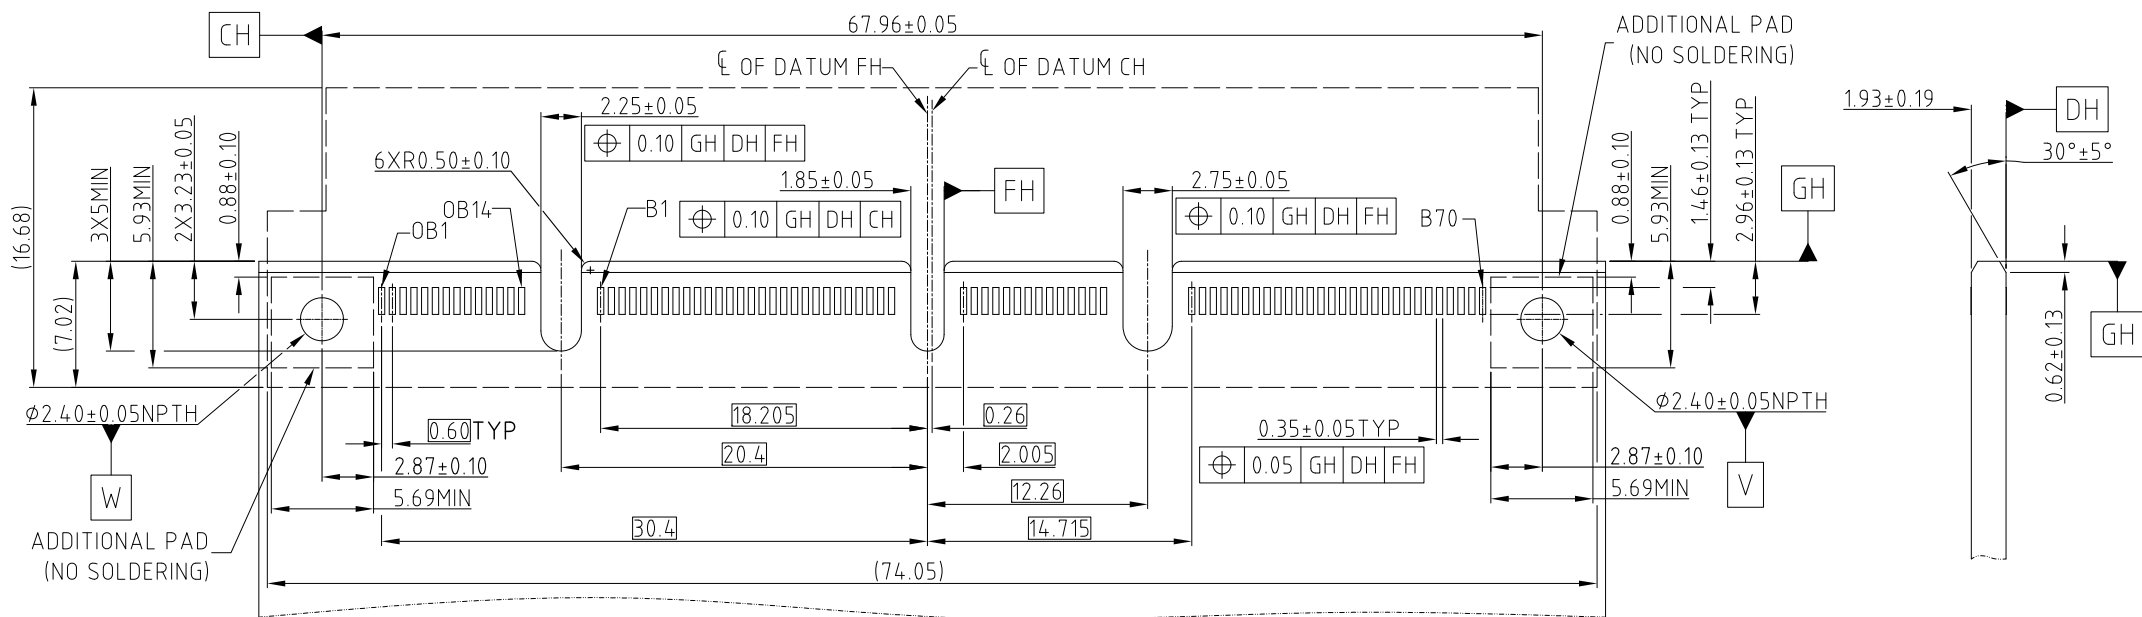 CH
67.96±0.05
ADDITIONAL PAD
(NO SOLDERING)
℄ OF DATUM FH
℄ OF DATUM CH
2.25±0.05
⌖ 0.10 GH DH FH
6XR0.50±0.10
1.85±0.05
⌖ 0.10 GH DH CH
FH
2.75±0.05
⌖ 0.10 GH DH FH
OB1
OB14
B1
B70
(16.68)
(7.02)
3X5MIN
5.93MIN
2X3.23±0.05
0.88±0.10
0.88±0.10
5.93MIN
1.46±0.13 TYP
2.96±0.13 TYP
GH
1.93±0.19
DH
30°±5°
GH
0.62±0.13
⌀2.40±0.05NPTH
W
0.60TYP
2.87±0.10
5.69MIN
ADDITIONAL PAD
(NO SOLDERING)
18.205
0.26
20.4
2.005
12.26
30.4
14.715
(74.05)
0.35±0.05TYP
⌖ 0.05 GH DH FH
⌀2.40±0.05NPTH
2.87±0.10
5.69MIN
V